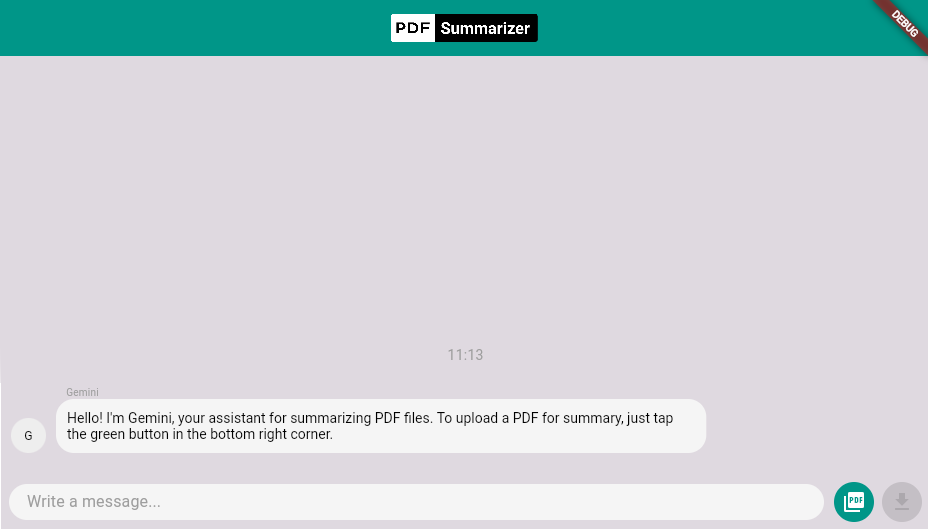 PDF Summarizer
DEBUG
11:13
Gemini
Hello! I'm Gemini, your assistant for summarizing PDF files. To upload a PDF for summary, just tap
the green button in the bottom right corner.
G
Write a message...
PDF